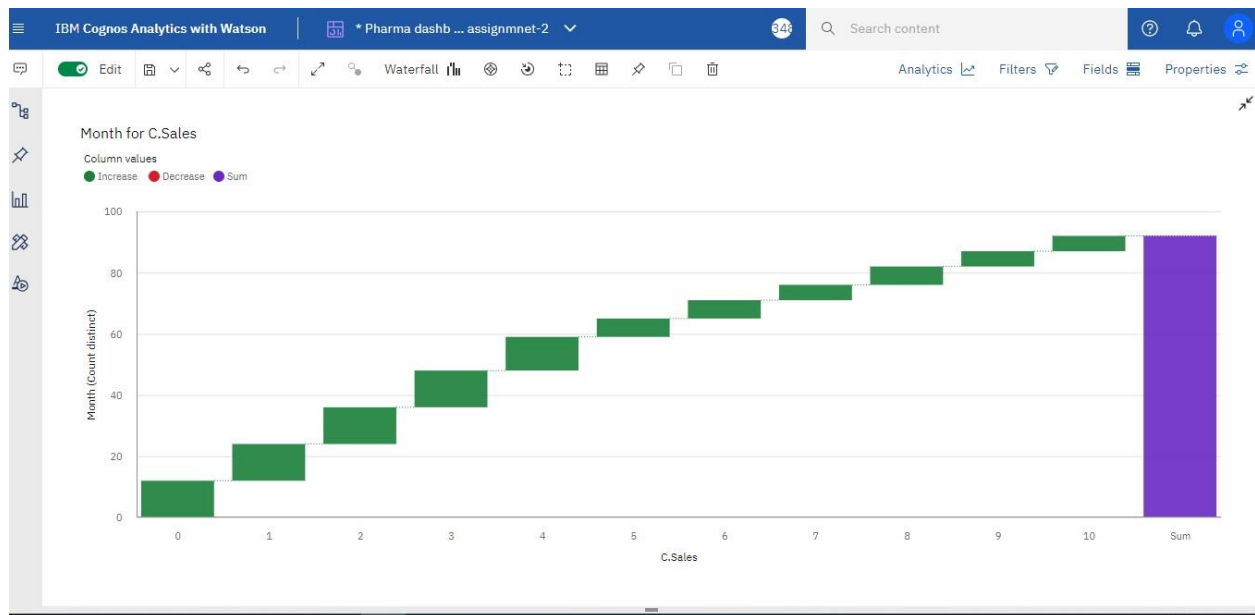 IBM Cognos Analytics with Watson
* Pharma dashb ... assignmnet-2
348
Search content
Edit
Waterfall
Analytics
Filters
Fields
Properties
Month for C.Sales
Column values
Increase Decrease Sum
Month (Count distinct)
100
80
60
40
20
0
0 1 2 3 4 5 6 7 8 9 10 Sum
C.Sales